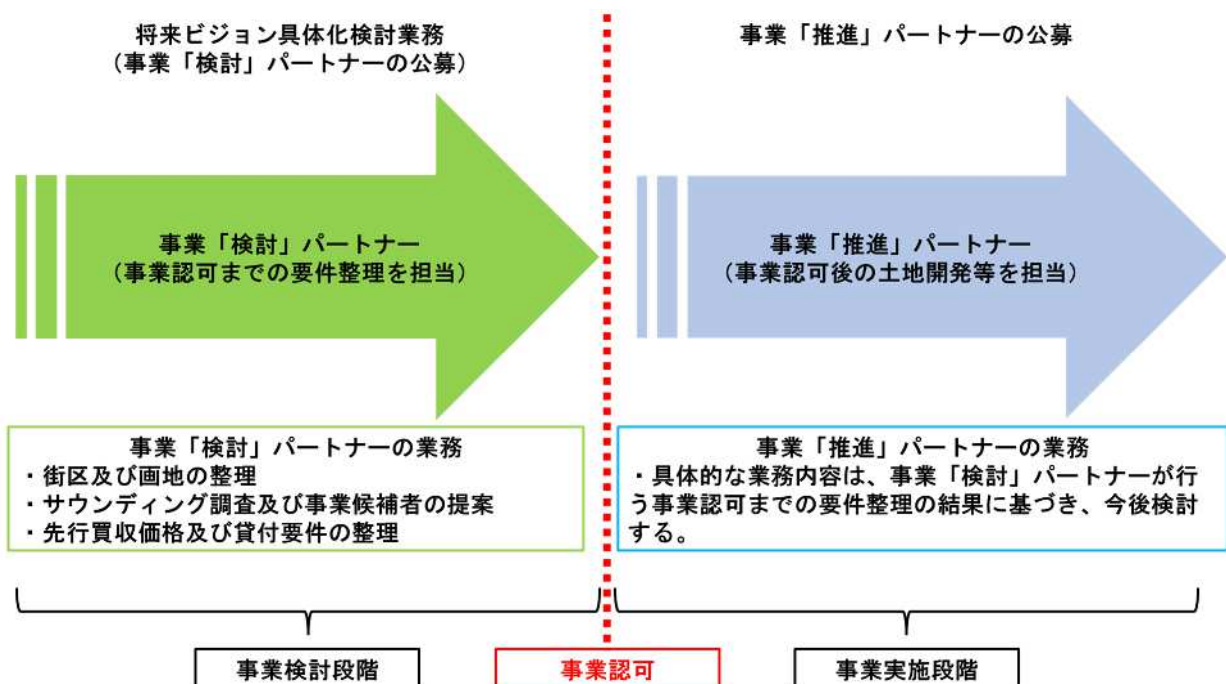 将来ビジョン具体化検討業務
（事業「検討」パートナーの公募）
事業「推進」パートナーの公募
事業「検討」パートナー
（事業認可までの要件整理を担当）
事業「推進」パートナー
（事業認可後の土地開発等を担当）
事業「検討」パートナーの業務
・街区及び画地の整理
・サウンディング調査及び事業候補者の提案
・先行買収価格及び貸付要件の整理
事業「推進」パートナーの業務
・具体的な業務内容は、事業「検討」パートナーが行
う事業認可までの要件整理の結果に基づき、今後検討
する。
事業検討段階
事業認可
事業実施段階